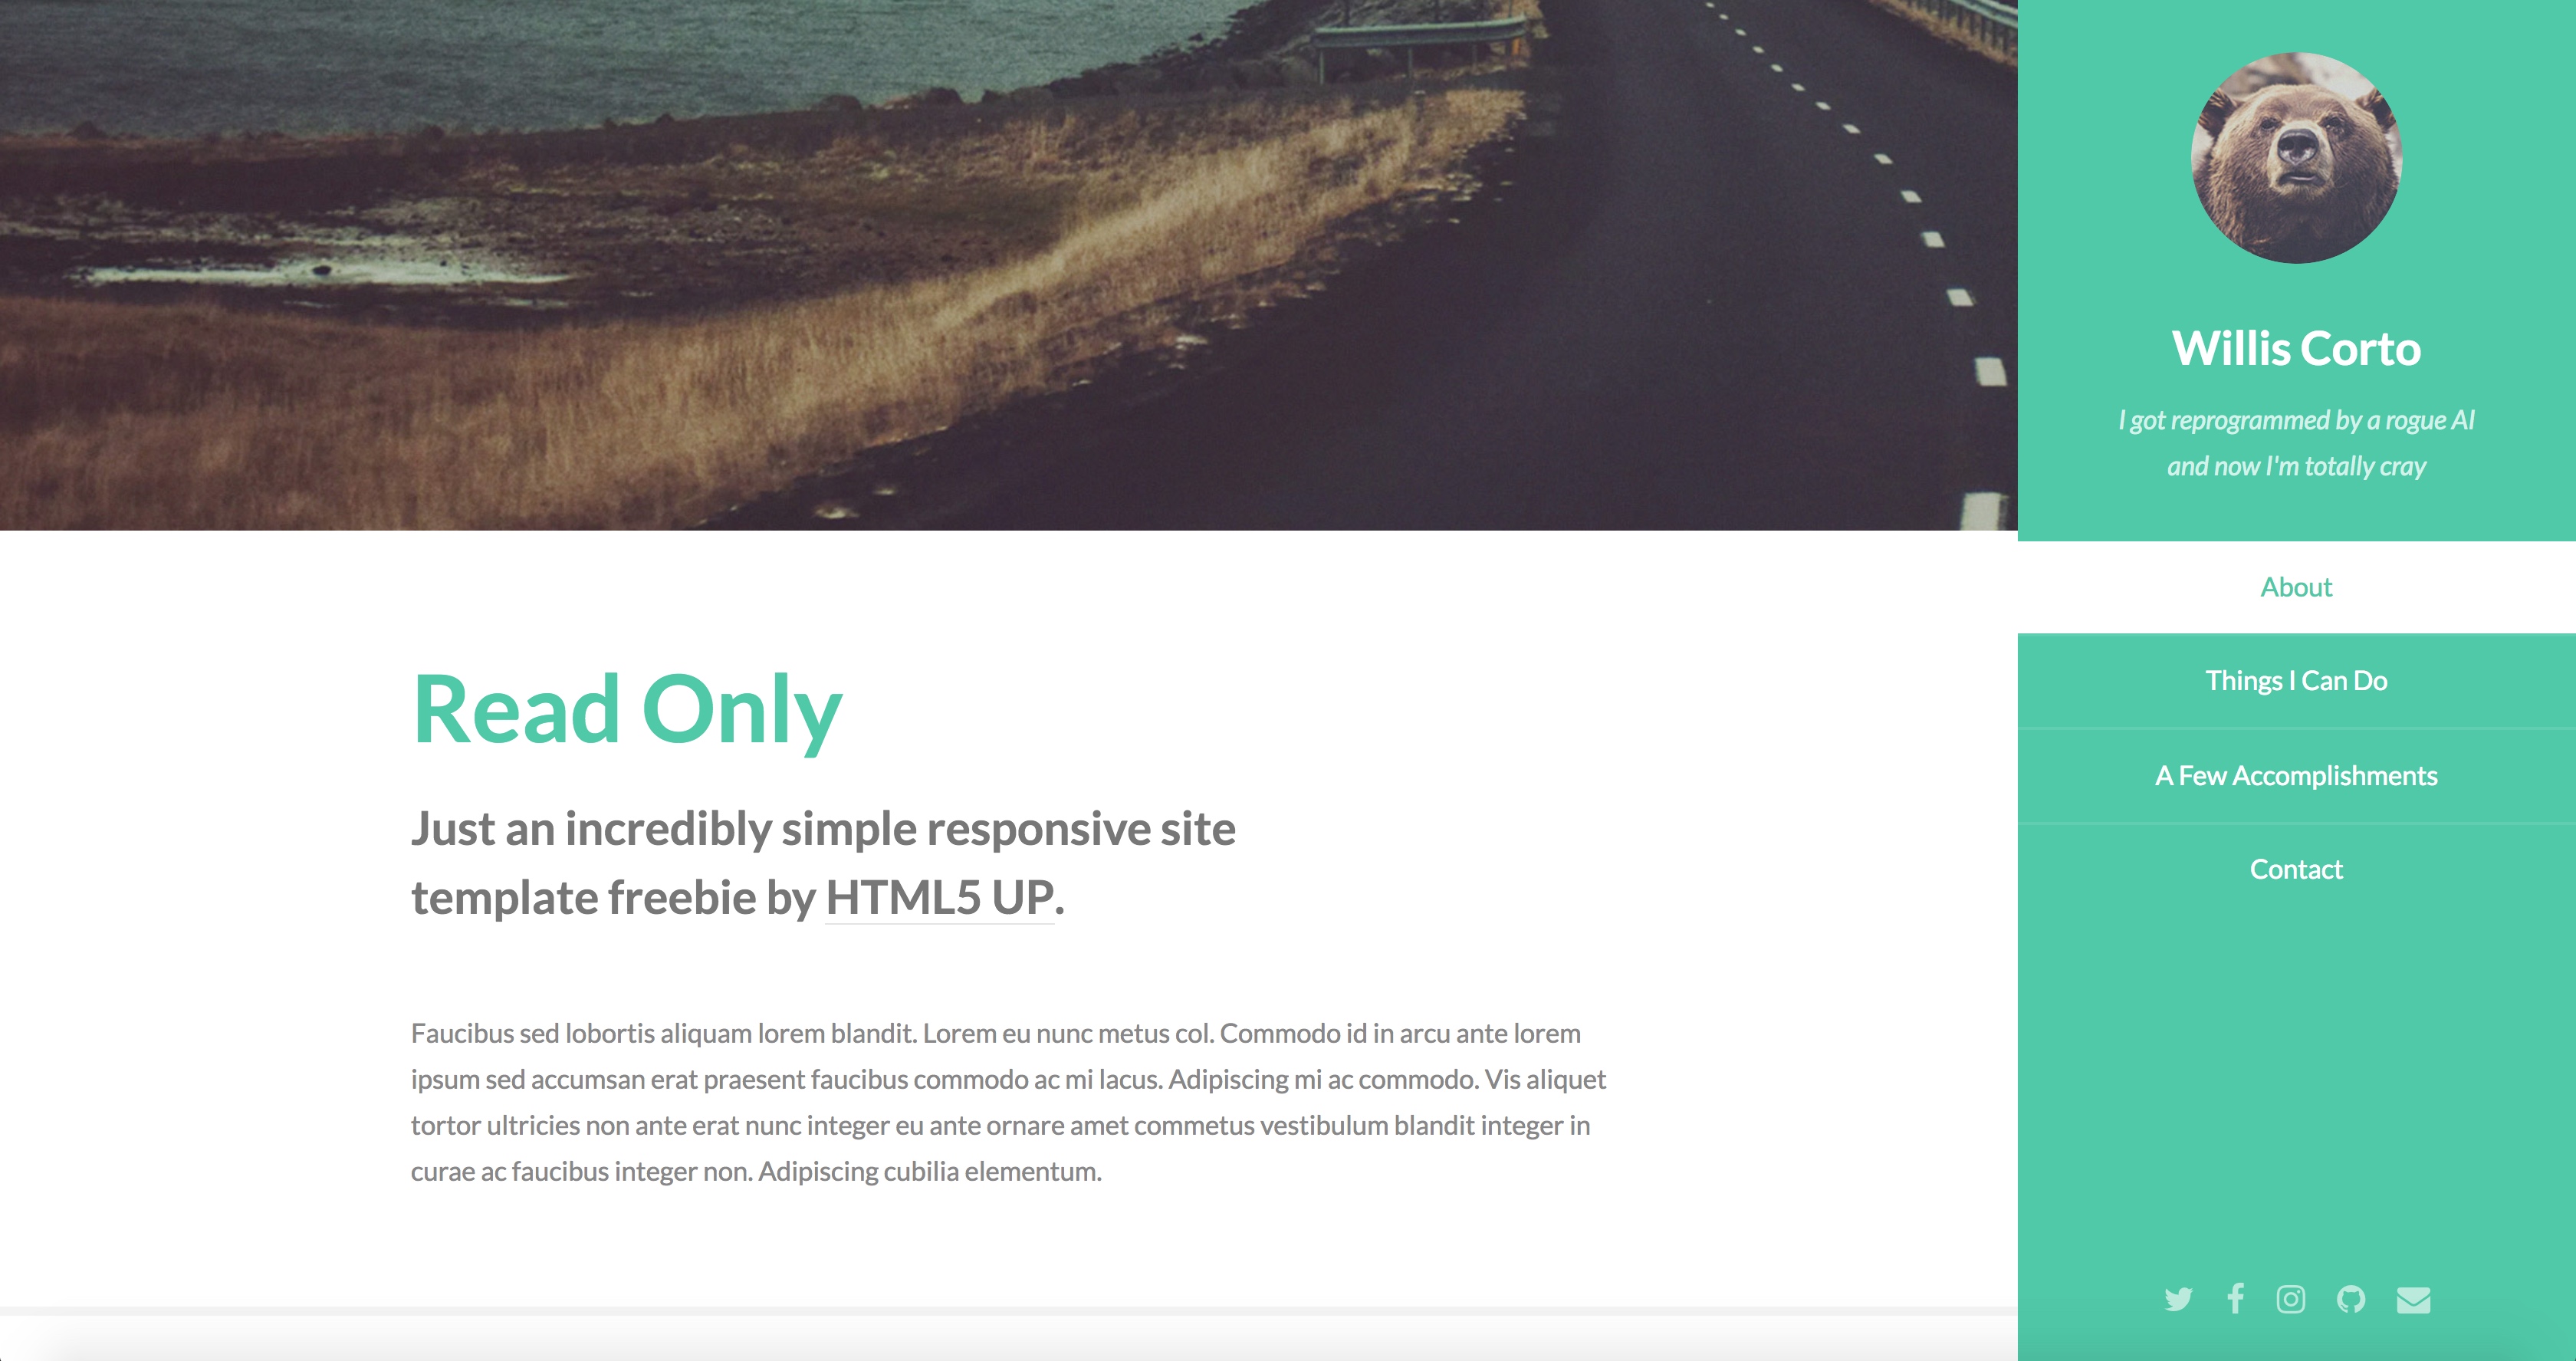 Willis Corto
I got reprogrammed by a rogue AI
and now I'm totally cray
About
Things I Can Do
A Few Accomplishments
Contact
Read Only
Just an incredibly simple responsive site
template freebie by HTML5 UP.
Faucibus sed lobortis aliquam lorem blandit. Lorem eu nunc metus col. Commodo id in arcu ante lorem
ipsum sed accumsan erat praesent faucibus commodo ac mi lacus. Adipiscing mi ac commodo. Vis aliquet
tortor ultricies non ante erat nunc integer eu ante ornare amet commetus vestibulum blandit integer in
curae ac faucibus integer non. Adipiscing cubilia elementum.